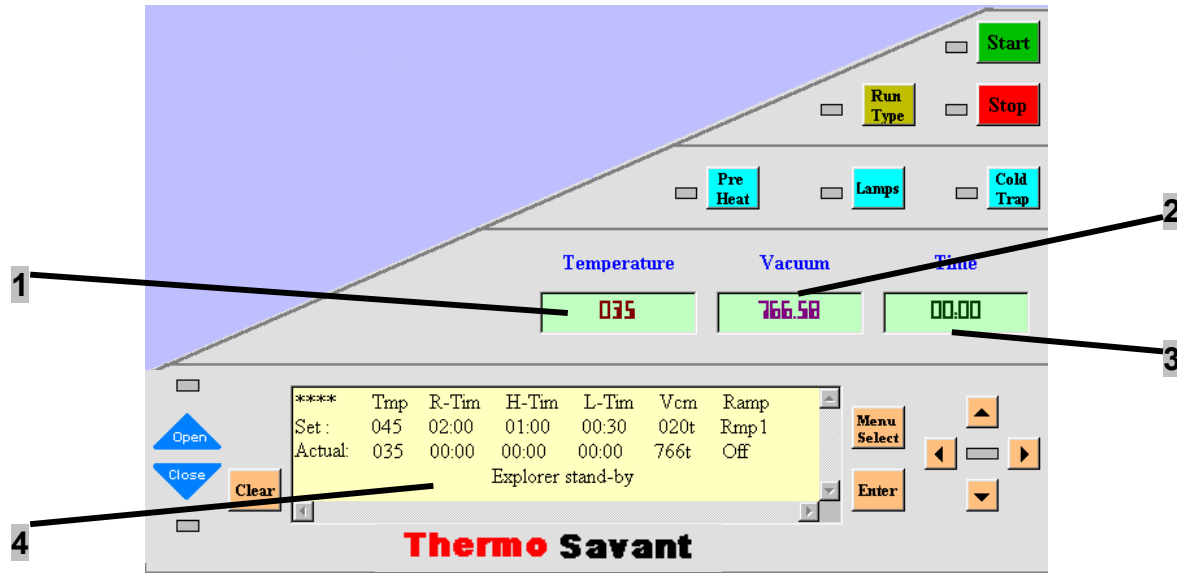 Start
Run
Type
Stop
Pre
Heat
Lamps
Cold
Trap
2
Temperature Vacuum Time
1
035 766.58 00:00
3
**** Tmp R-Tim H-Tim L-Tim Vcm Ramp
Set : 045 02:00 01:00 00:30 020t Rmp1
Actual: 035 00:00 00:00 00:00 766t Off
Explorer stand-by
Open
Close
Clear
Menu
Select
Enter
4
Thermo Savant